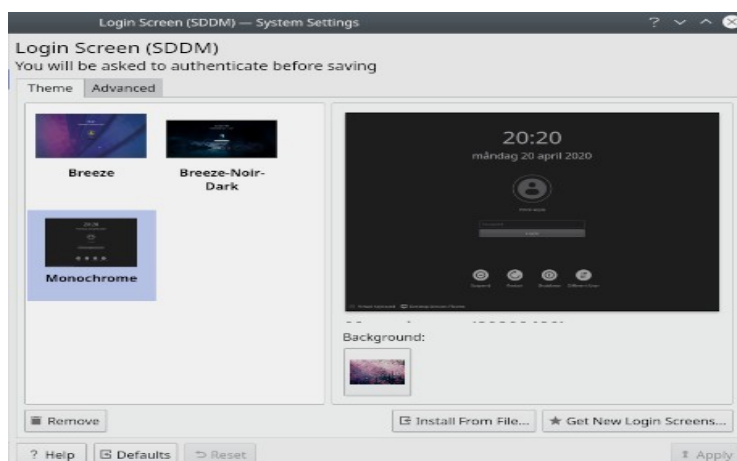 Login Screen (SDDM) — System Settings
Login Screen (SDDM)
You will be asked to authenticate before saving
Theme
Advanced
Breeze
Breeze-Noir-
Dark
Monochrome
20:20
måndag 20 april 2020
Background:
Remove
Install From File...
Get New Login Screens...
? Help
Defaults
Reset
Apply